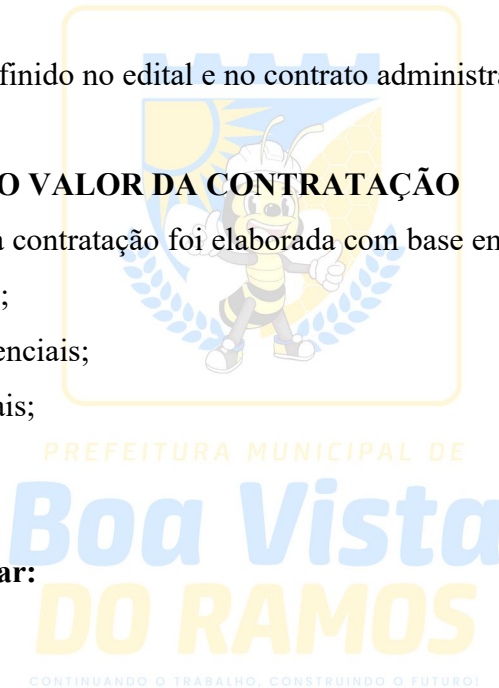 finido no edital e no contrato administra
O VALOR DA CONTRATAÇÃO
a contratação foi elaborada com base en
;
enciais;
ais;
PREFEITURA MUNICIPAL DE
Boa Vista
ar:
DO RAMOS
CONTINUANDO O TRABALHO, CONSTRUINDO O FUTURO!